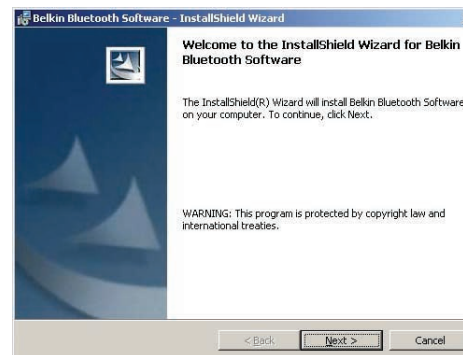 Belkin Bluetooth Software - InstallShield Wizard
Welcome to the InstallShield Wizard for Belkin
Bluetooth Software
The InstallShield(R) Wizard will install Belkin Bluetooth Software
on your computer. To continue, click Next.
WARNING: This program is protected by copyright law and
international treaties.
< Back
Next >
Cancel